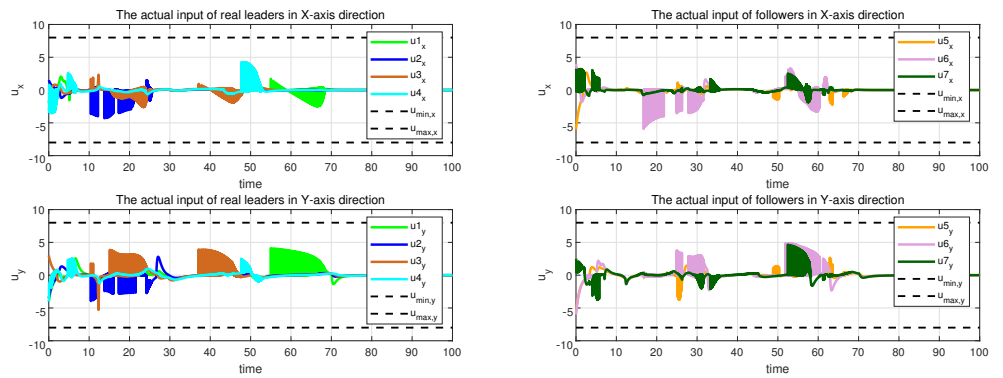 The actual input of real leaders in X-axis direction
10
5
0
-5
-10
u_x
0 10 20 30 40 50 60 70 80 90 100
time
u1_x
u2_x
u3_x
u4_x
u_min,x
u_max,x
The actual input of followers in X-axis direction
10
5
0
-5
-10
u_x
0 10 20 30 40 50 60 70 80 90 100
time
u5_x
u6_x
u7_x
u_min,x
u_max,x
The actual input of real leaders in Y-axis direction
10
5
0
-5
-10
u_y
0 10 20 30 40 50 60 70 80 90 100
time
u1_y
u2_y
u3_y
u4_y
u_min,y
u_max,y
The actual input of followers in Y-axis direction
10
5
0
-5
-10
u_y
0 10 20 30 40 50 60 70 80 90 100
time
u5_y
u6_y
u7_y
u_min,y
u_max,y